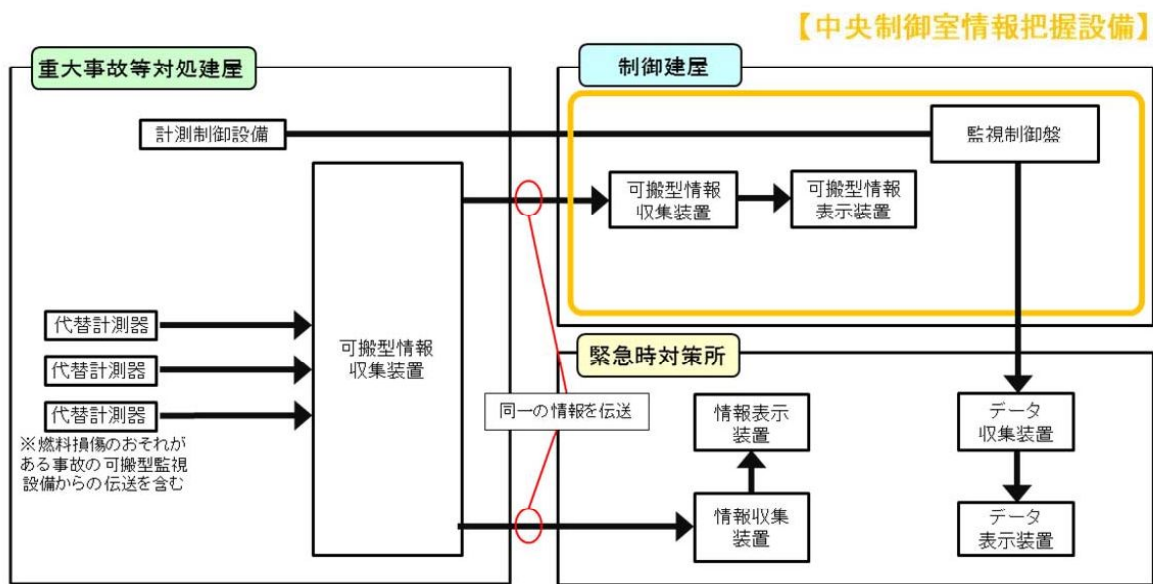 【中央制御室情報把握設備】
重大事故等対処建屋
制御建屋
計測制御設備
監視制御盤
可搬型情報
収集装置
可搬型情報
表示装置
代替計測器
代替計測器
代替計測器
可搬型情報
収集装置
※燃料損傷のおそれが
ある事故の可搬型監視
設備からの伝送を含む
同一の情報を伝送
緊急時対策所
情報表示
装置
情報収集
装置
データ
収集装置
データ
表示装置